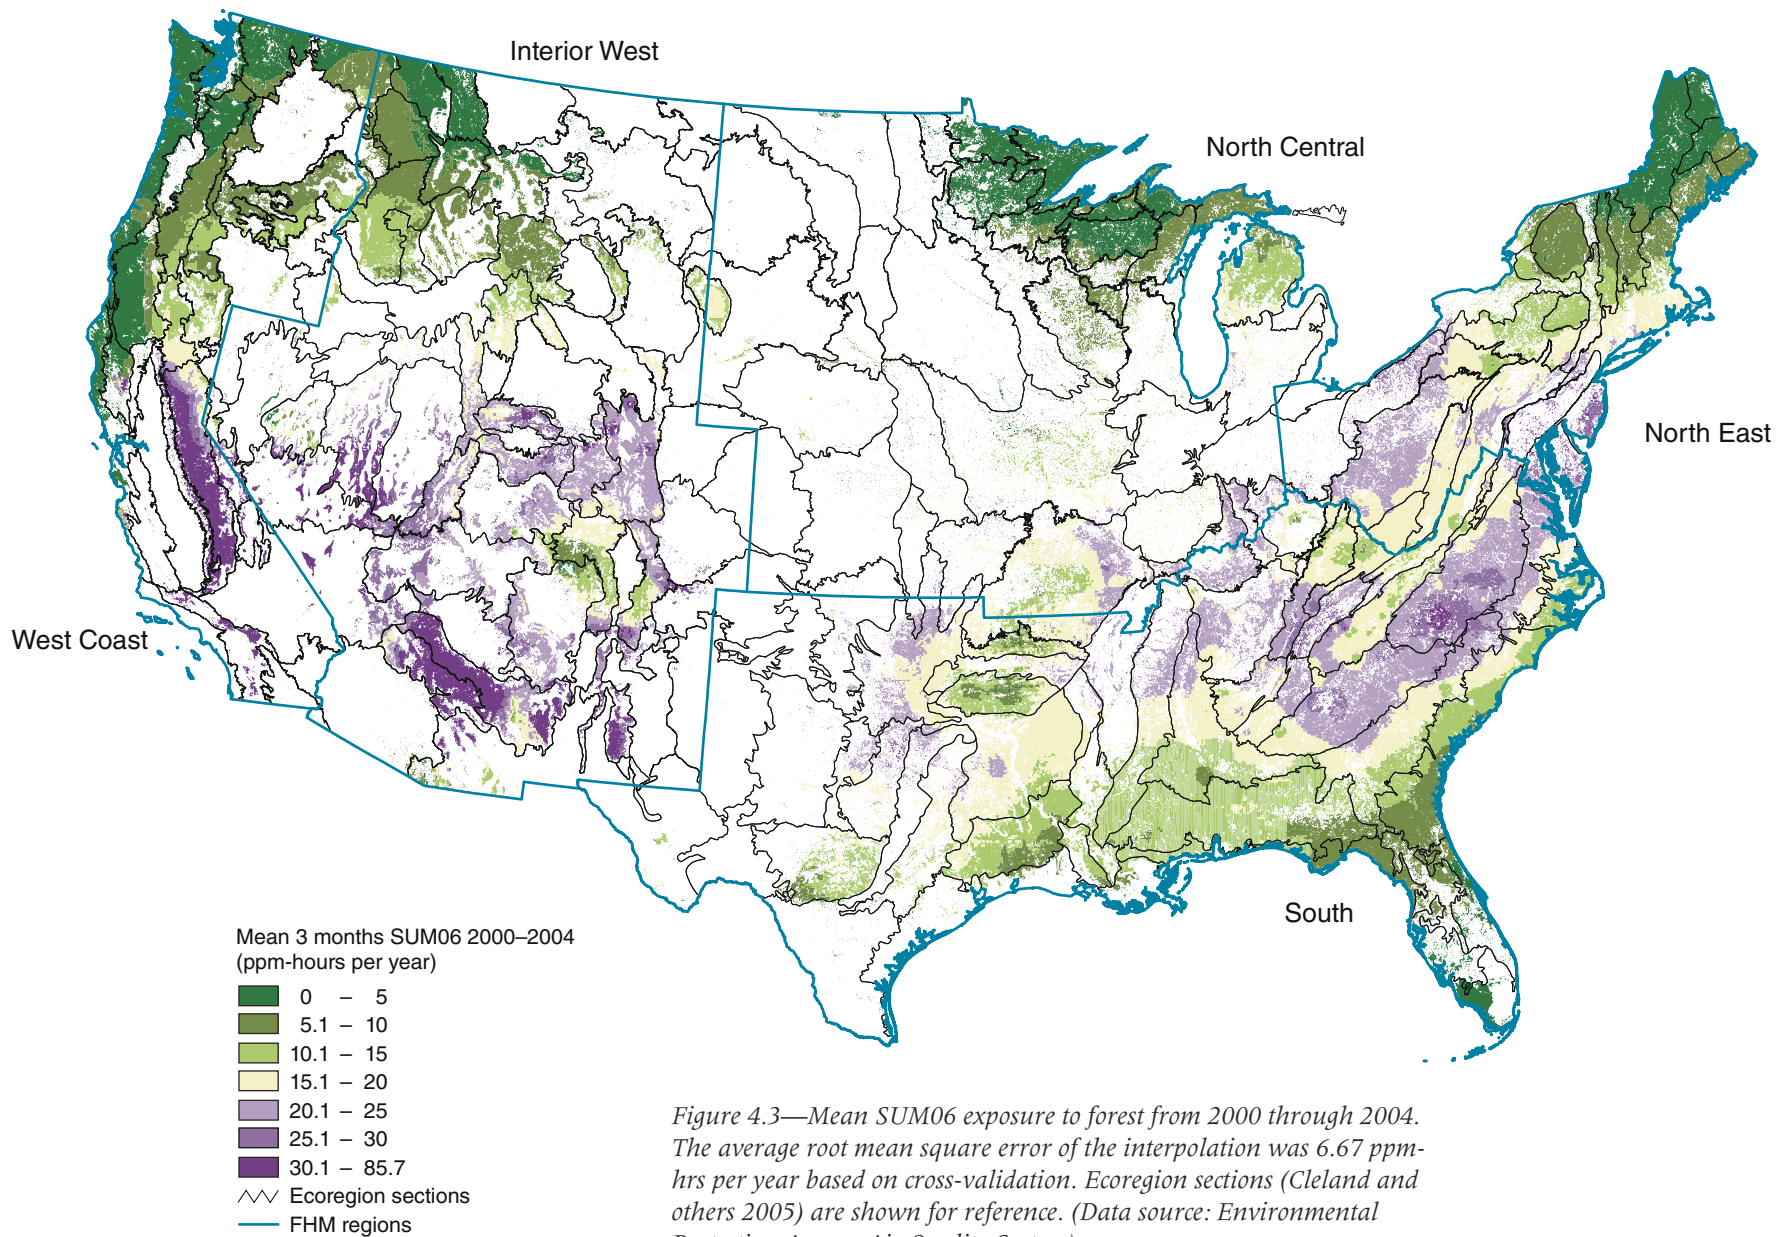 Interior West
North Central
North East
West Coast
South
Mean 3 months SUM06 2000–2004
(ppm-hours per year)
0 – 5
5.1 – 10
10.1 – 15
15.1 – 20
20.1 – 25
25.1 – 30
30.1 – 85.7
Ecoregion sections
FHM regions
Figure 4.3—Mean SUM06 exposure to forest from 2000 through 2004.
The average root mean square error of the interpolation was 6.67 ppm-
hrs per year based on cross-validation. Ecoregion sections (Cleland and
others 2005) are shown for reference. (Data source: Environmental